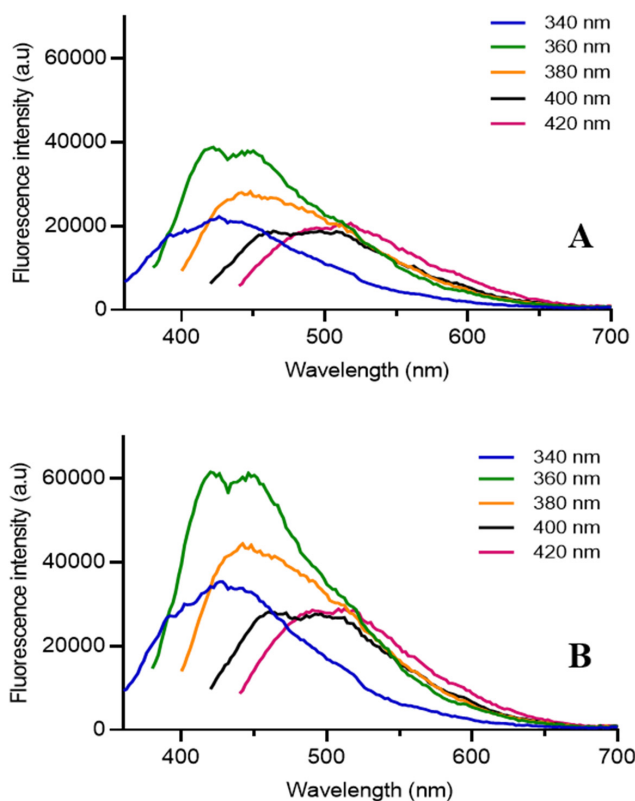 340 nm
360 nm
380 nm
400 nm
420 nm
Fluorescence intensity (a.u)
60000
40000
20000
0
A
400 500 600 700
Wavelength (nm)
340 nm
360 nm
380 nm
400 nm
420 nm
Fluorescence intensity (a.u)
60000
40000
20000
0
B
400 500 600 700
Wavelength (nm)